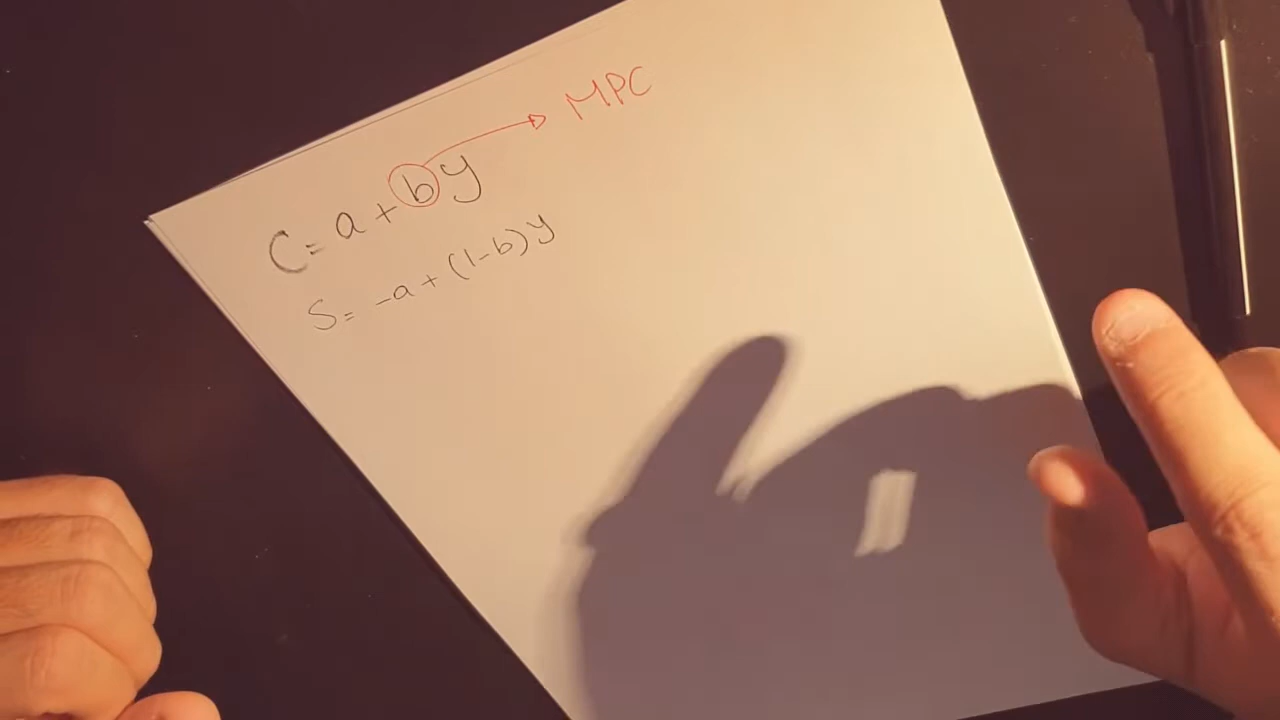 MPC
C = a + by
S = -a + (1-b)y